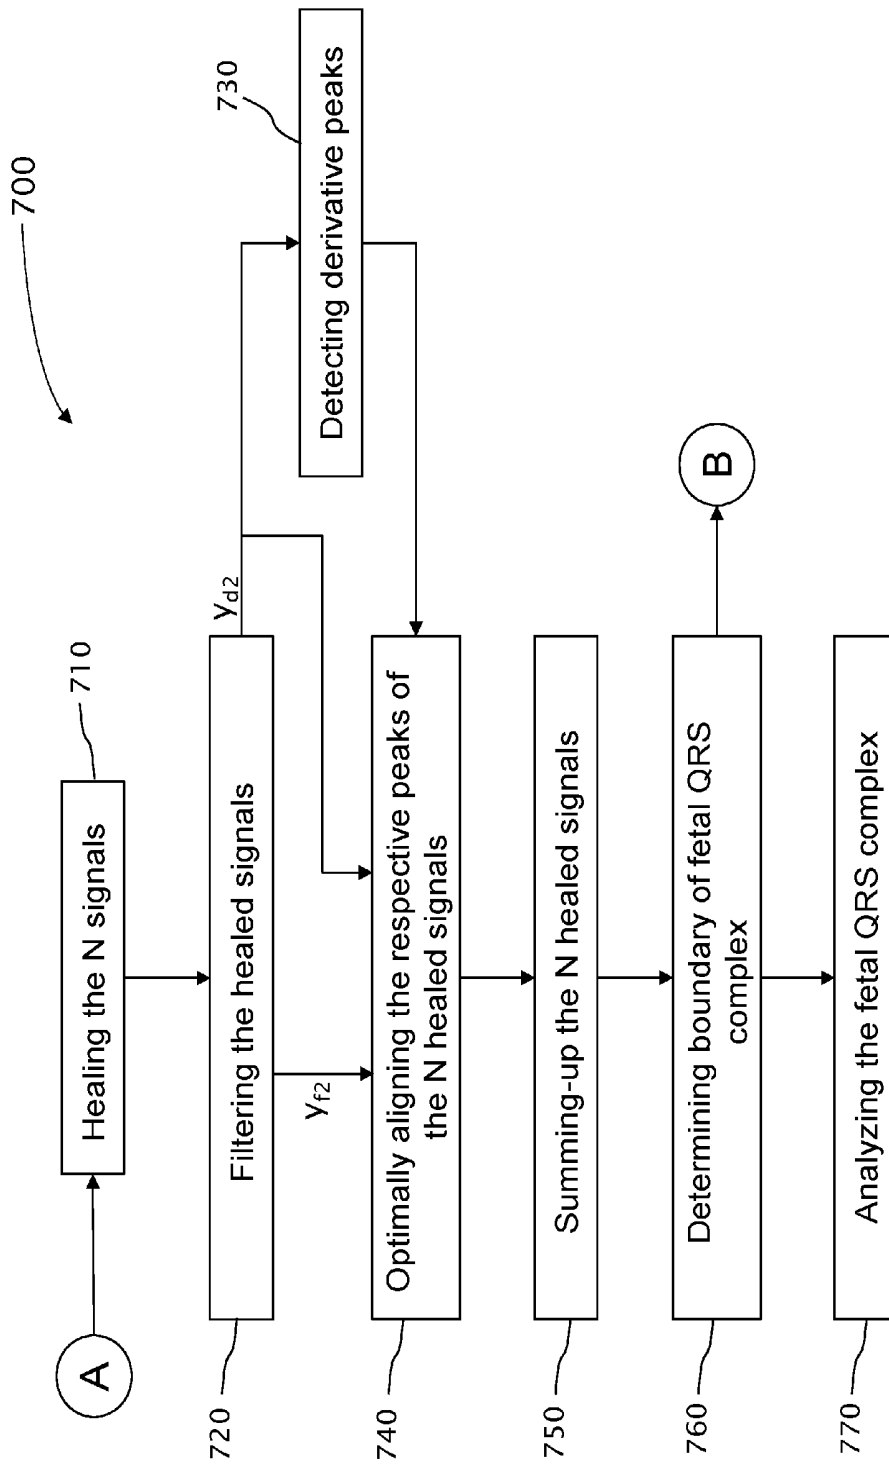 700
A
Healing the N signals
710
Filtering the healed signals
720
yd2
yf2
Detecting derivative peaks
730
Optimally aligning the respective peaks of
the N healed signals
740
Summing-up the N healed signals
750
Determining boundary of fetal QRS
complex
760
B
Analyzing the fetal QRS complex
770